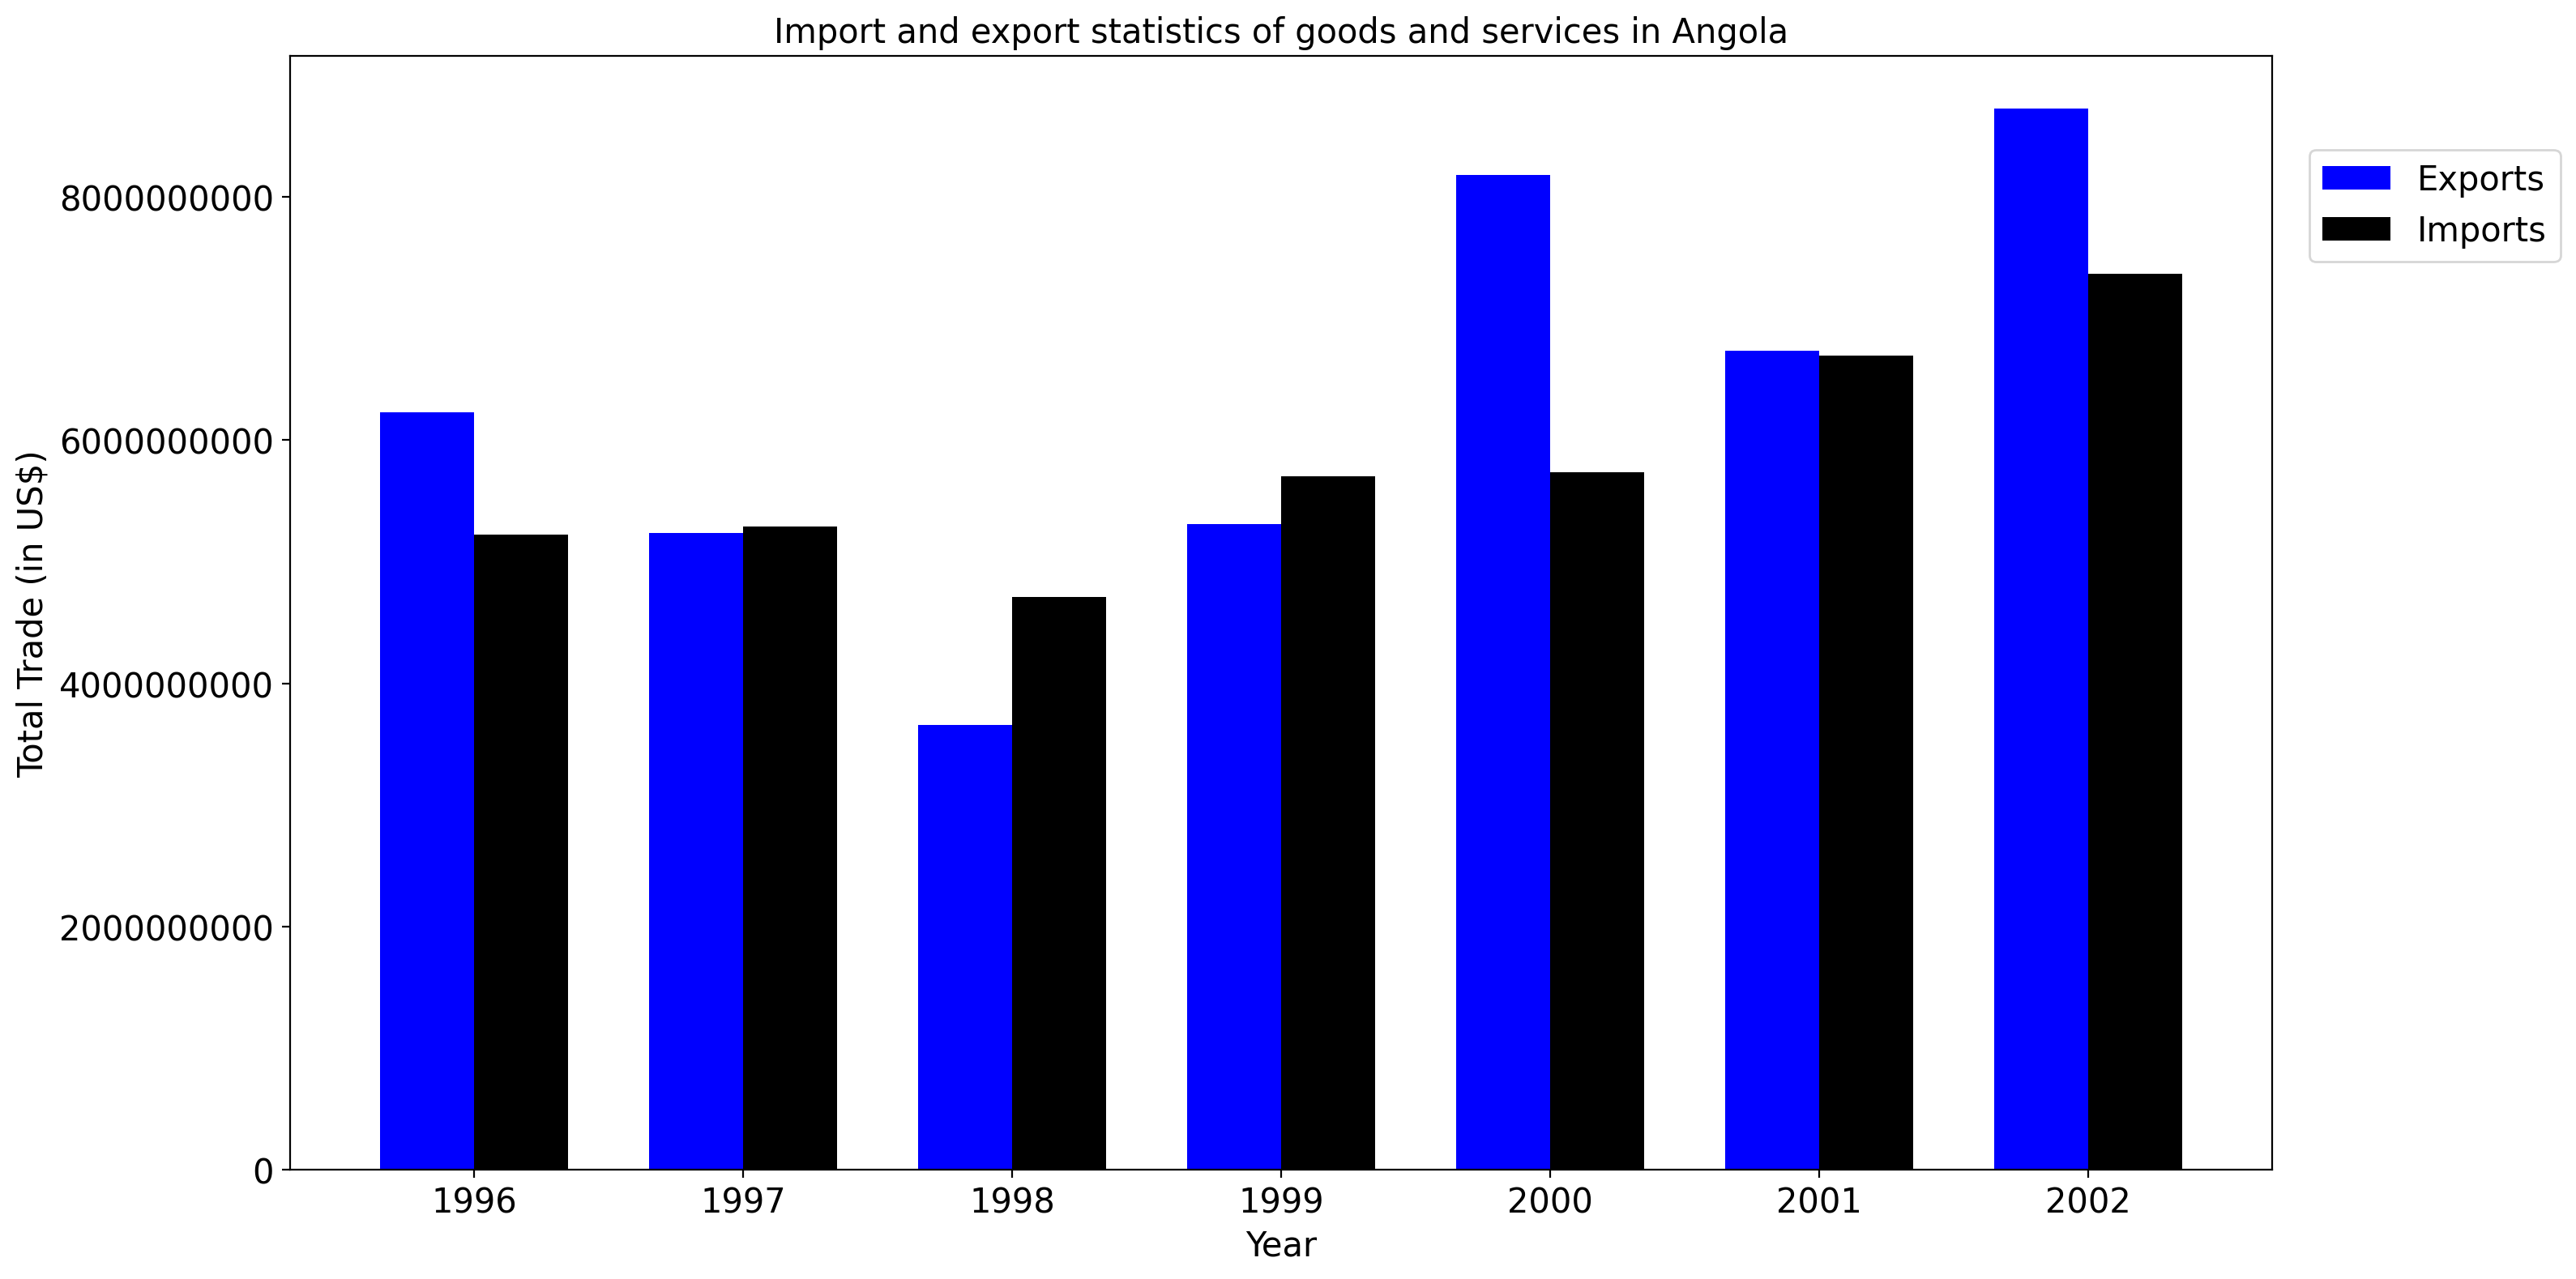 Import and export statistics of goods and services in Angola
Total Trade (in US$)
8000000000
6000000000
4000000000
2000000000
0
1996 1997 1998 1999 2000 2001 2002
Year
Exports
Imports